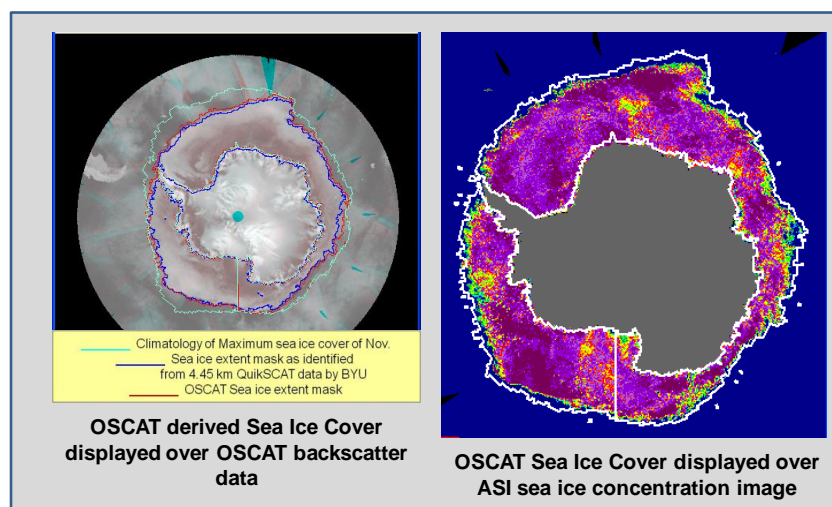 Climatology of Maximum sea ice cover of Nov.
Sea ice extent mask as identified
from 4.45 km QuikSCAT data by BYU
OSCAT Sea ice extent mask
OSCAT derived Sea Ice Cover
displayed over OSCAT backscatter
data
OSCAT Sea Ice Cover displayed over
ASI sea ice concentration image